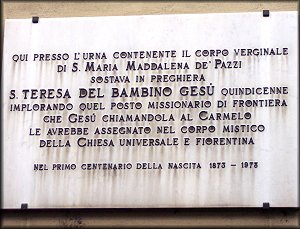 QUI PRESSO L'URNA CONTENENTE IL CORPO VERGINALE
DI S. MARIA MADDALENA DE' PAZZI
SOSTAVA IN PREGHIERA
S. TERESA DEL BAMBINO GESÙ QUINDICENNE
IMPLORANDO QUEL POSTO MISSIONARIO DI FRONTIERA
CHE GESÙ CHIAMANDOLA AL CARMELO
LE AVREBBE ASSEGNATO NEL CORPO MISTICO
DELLA CHIESA UNIVERSALE E FIORENTINA
NEL PRIMO CENTENARIO DELLA NASCITA 1873 - 1973